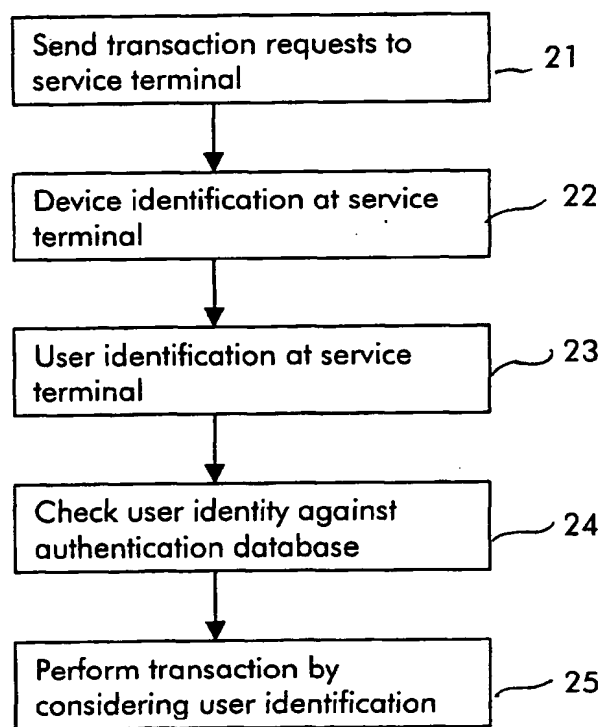 Send transaction requests to
service terminal
21
Device identification at service
terminal
22
User identification at service
terminal
23
Check user identity against
authentication database
24
Perform transaction by
considering user identification
25